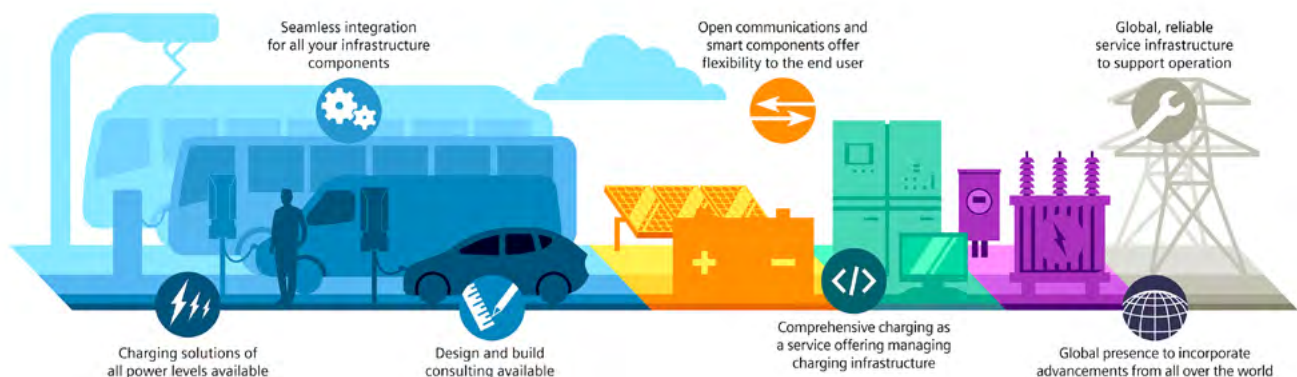 Seamless integration
for all your infrastructure
components
Open communications and
smart components offer
flexibility to the end user
Global, reliable
service infrastructure
to support operation
Charging solutions of
all power levels available
Design and build
consulting available
Comprehensive charging as
a service offering managing
charging infrastructure
Global presence to incorporate
advancements from all over the world